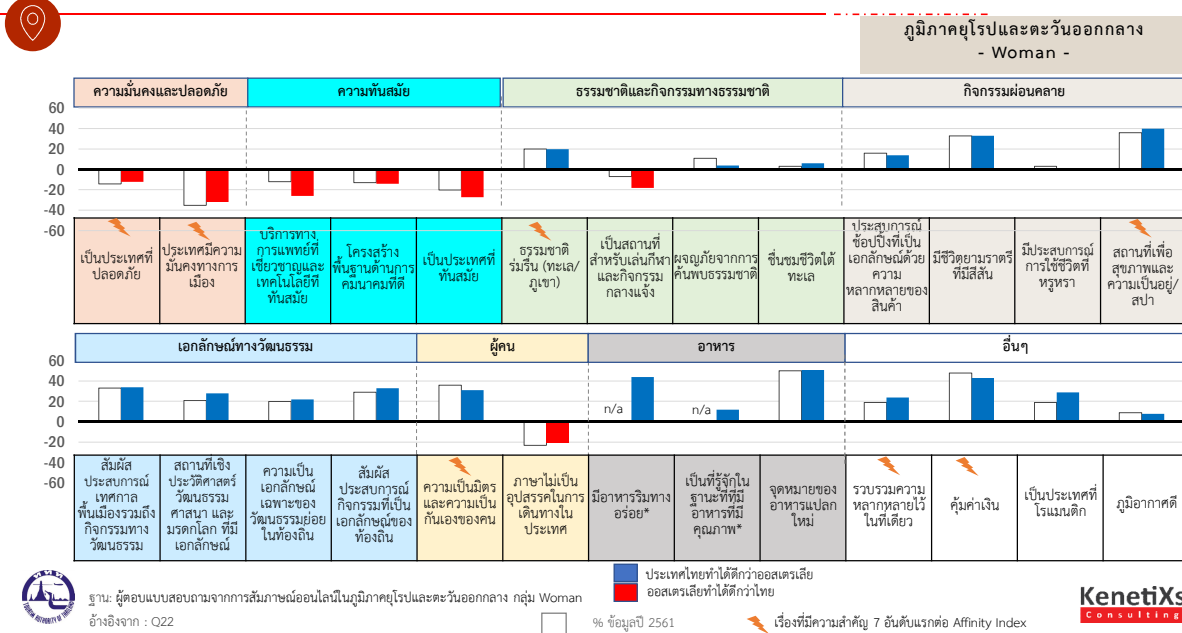 ภูมิภาคยุโรปและตะวันออกกลาง
- Woman -
ความมั่นคงและปลอดภัย
ความทันสมัย
ธรรมชาติและกิจกรรมทางธรรมชาติ
กิจกรรมผ่อนคลาย
60
40
20
0
-20
-40
-60
เป็นประเทศที่
ปลอดภัย
ประเทศมีความ
มั่นคงทางการ
เมือง
บริการทาง
การแพทย์ที่
เชี่ยวชาญและ
เทคโนโลยีที่
ทันสมัย
โครงสร้าง
พื้นฐานด้านการ
คมนาคมที่ดี
เป็นประเทศที่
ทันสมัย
ธรรมชาติ
ร่มรื่น (ทะเล/
ภูเขา)
เป็นสถานที่
สำหรับเล่นกีฬา
และกิจกรรม
กลางแจ้ง
ผจญภัยจากการ
ค้นพบธรรมชาติ
ชื่นชมชีวิตใต้
ทะเล
ประสบการณ์
ช้อปปิ้งที่เป็น
เอกลักษณ์ด้วย
ความ
หลากหลายของ
สินค้า
มีชีวิตยามราตรี
ที่มีสีสัน
มีประสบการณ์
การใช้ชีวิตที่
หรูหรา
สถานที่เพื่อ
สุขภาพและ
ความเป็นอยู่/
สปา
เอกลักษณ์ทางวัฒนธรรม
ผู้คน
อาหาร
อื่นๆ
60
40
20
0
-20
-40
-60
n/a
n/a
สัมผัส
ประสบการณ์
เทศกาล
พื้นเมืองรวมถึง
กิจกรรมทาง
วัฒนธรรม
สถานที่เชิง
ประวัติศาสตร์
วัฒนธรรม
ศาสนา และ
มรดกโลก ที่มี
เอกลักษณ์
ความเป็น
เอกลักษณ์
เฉพาะของ
วัฒนธรรมย่อย
ในท้องถิ่น
สัมผัส
ประสบการณ์
กิจกรรมที่เป็น
เอกลักษณ์ของ
ท้องถิ่น
ความเป็นมิตร
และความเป็น
กันเองของคน
ภาษาไม่เป็น
อุปสรรคในการ
เดินทางใน
ประเทศ
มีอาหารริมทาง
อร่อย*
เป็นที่รู้จักใน
ฐานะที่ที่มี
อาหารที่มี
คุณภาพ*
จุดหมายของ
อาหารแปลก
ใหม่
รวบรวมความ
หลากหลายไว้
ในที่เดียว
คุ้มค่าเงิน
เป็นประเทศที่
โรแมนติก
ภูมิอากาศดี
ประเทศไทยทำได้ดีกว่าออสเตรเลีย
ออสเตรเลียทำได้ดีกว่าไทย
ฐาน: ผู้ตอบแบบสอบถามจากการสัมภาษณ์ออนไลน์ในภูมิภาคยุโรปและตะวันออกกลาง กลุ่ม Woman
อ้างอิงจาก : Q22
% ข้อมูลปี 2561
เรื่องที่มีความสำคัญ 7 อันดับแรกต่อ Affinity Index
KenetiXs
Consulting